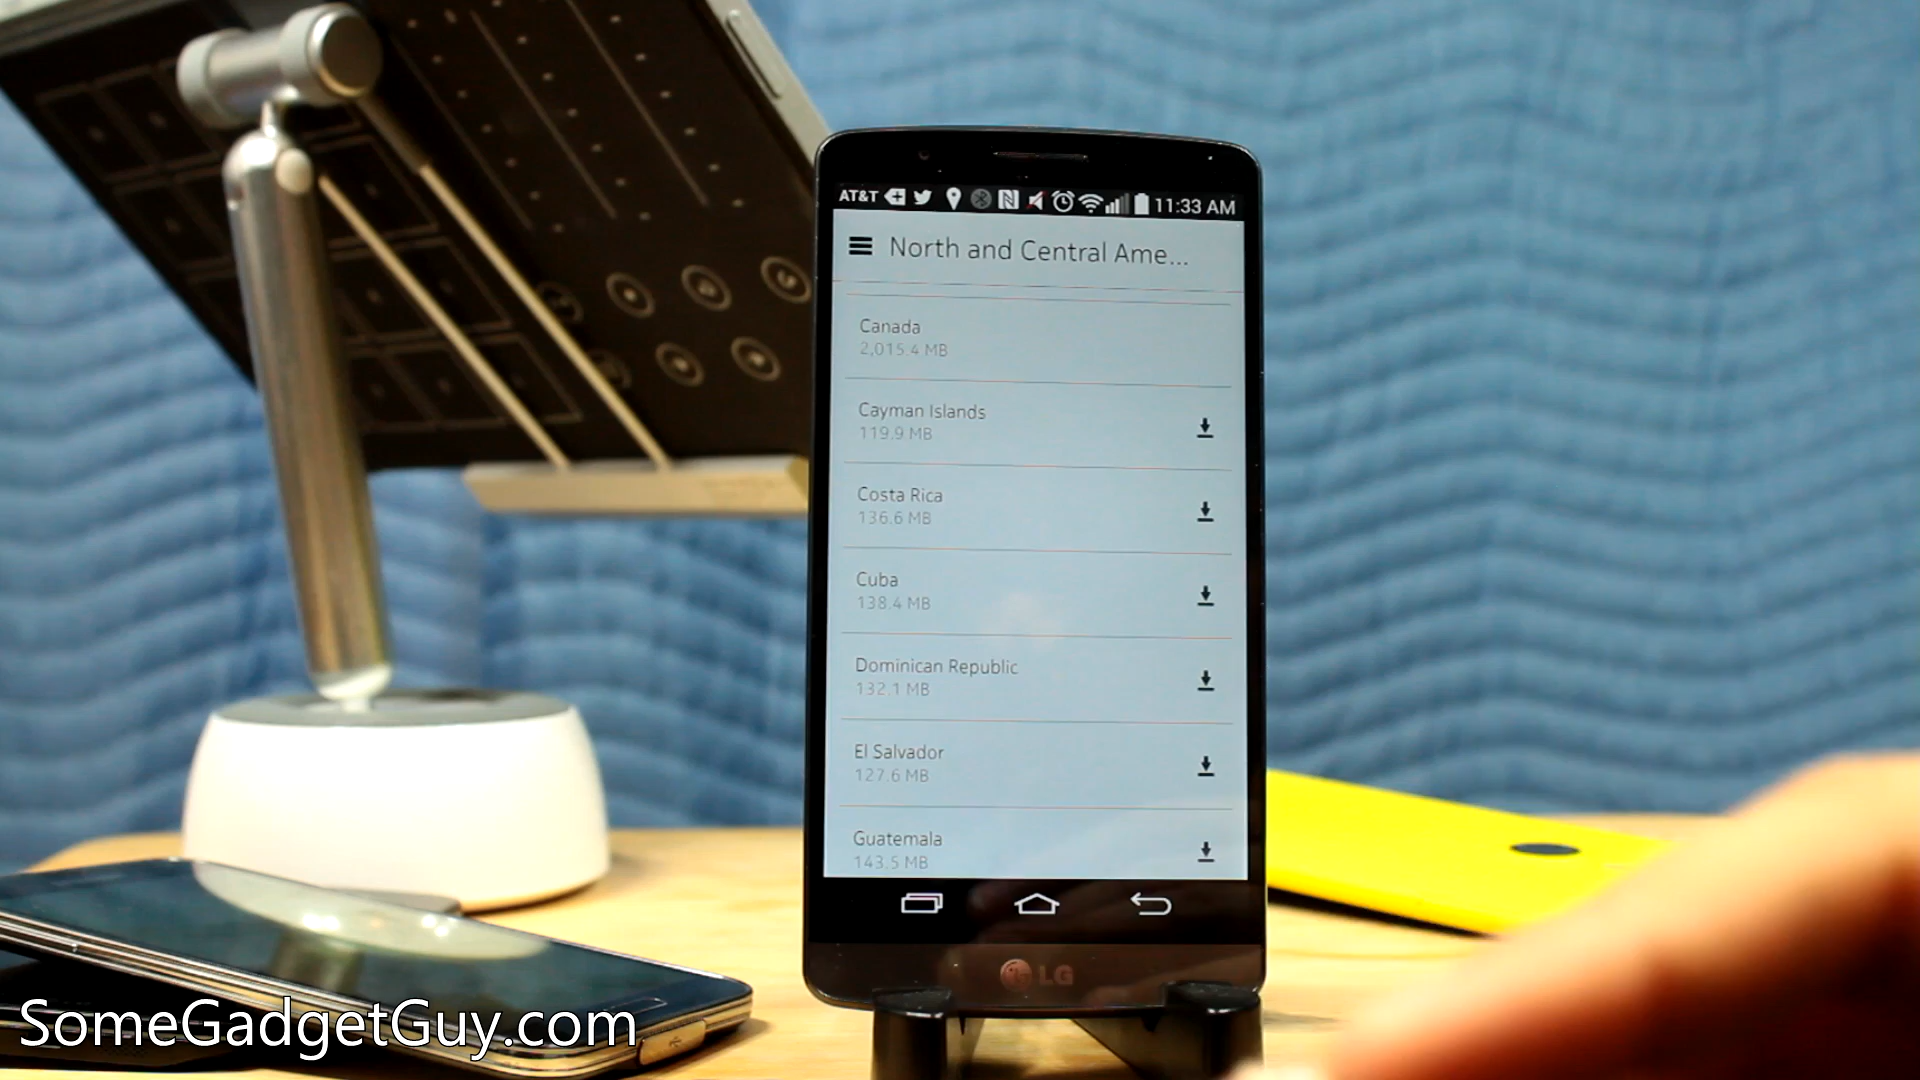 AT&T 11:33 AM
North and Central Ame...
Canada
2,015.4 MB
Cayman Islands
119.9 MB
Costa Rica
136.6 MB
Cuba
138.4 MB
Dominican Republic
132.1 MB
El Salvador
127.6 MB
Guatemala
143.5 MB
LG
SomeGadgetGuy.com